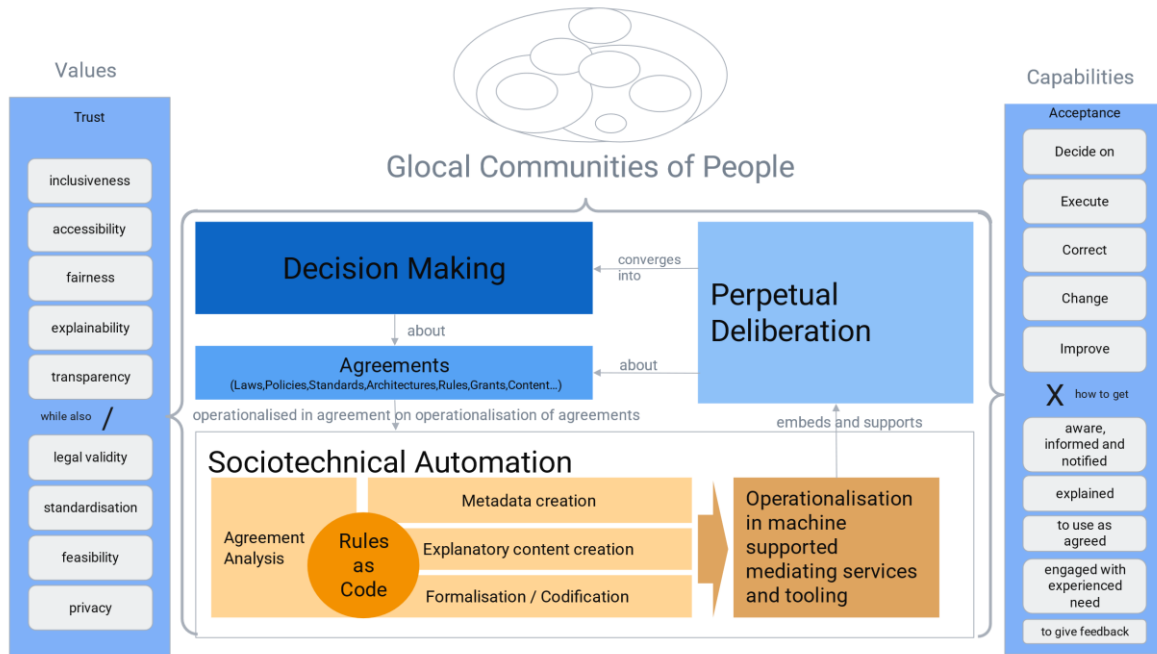 Values
Trust
inclusiveness
accessibility
fairness
explainability
transparency
while also /
legal validity
standardisation
feasibility
privacy
Glocal Communities of People
Decision Making
converges
into
Perpetual
Deliberation
about
Agreements
(Laws,Policies,Standards,Architectures,Rules,Grants,Content...)
about
operationalised in agreement on operationalisation of agreements
embeds and supports
Sociotechnical Automation
Agreement
Analysis
Rules
as
Code
Metadata creation
Explanatory content creation
Formalisation / Codification
Operationalisation
in machine
supported
mediating services
and tooling
Capabilities
Acceptance
Decide on
Execute
Correct
Change
Improve
X how to get
aware,
informed and
notified
explained
to use as
agreed
engaged with
experienced
need
to give feedback